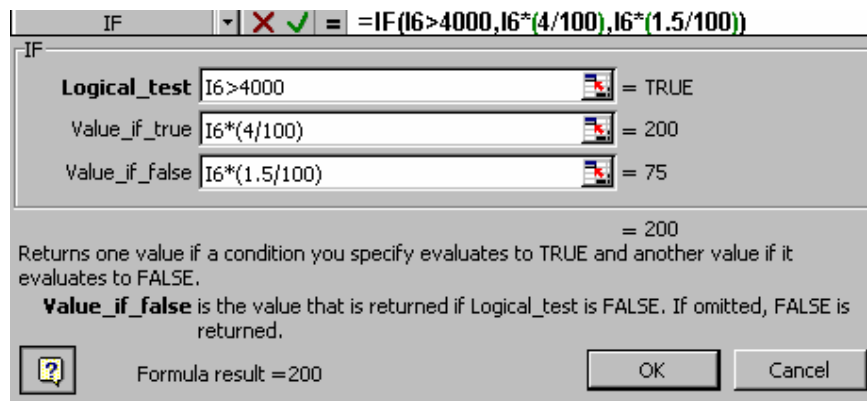 IF = =IF(I6>4000,I6*(4/100),I6*(1.5/100))
IF
Logical_test I6>4000 = TRUE
Value_if_true I6*(4/100) = 200
Value_if_false I6*(1.5/100) = 75
= 200
Returns one value if a condition you specify evaluates to TRUE and another value if it
evaluates to FALSE.
Value_if_false is the value that is returned if Logical_test is FALSE. If omitted, FALSE is
returned.
? Formula result =200 OK Cancel